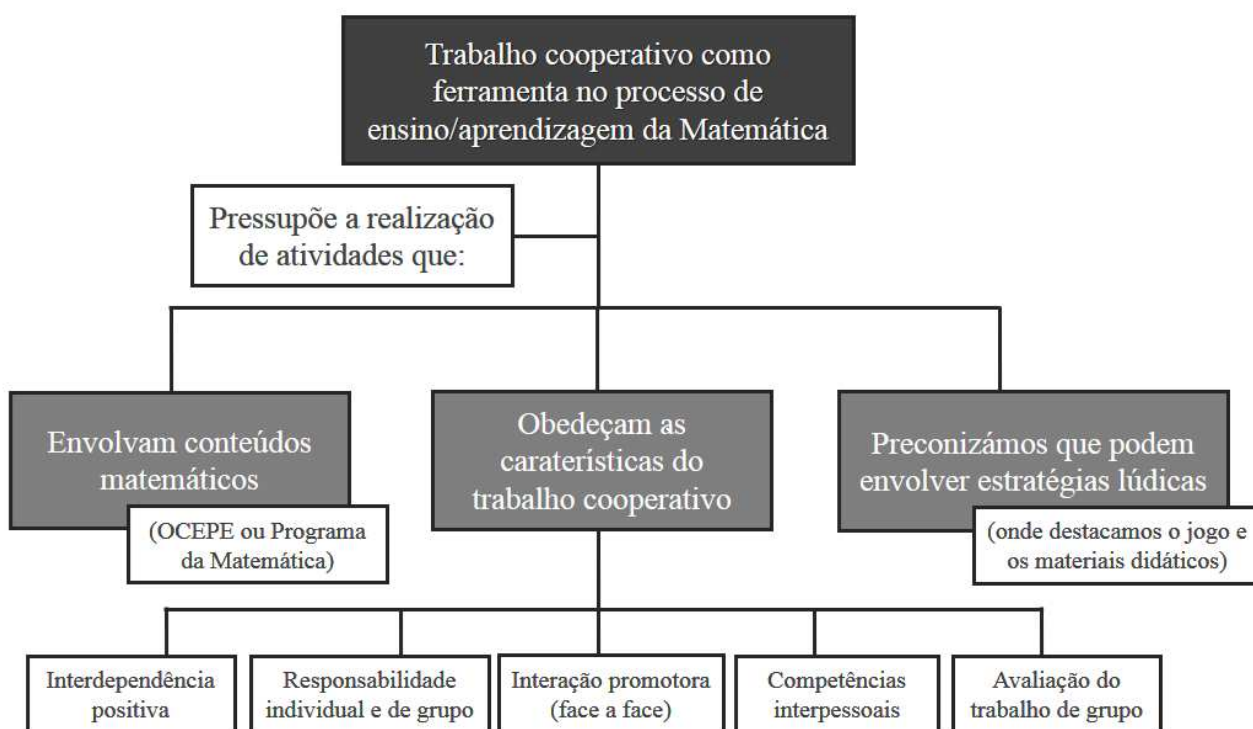 Trabalho cooperativo como
ferramenta no processo de
ensino/aprendizagem da Matemática
Pressupõe a realização
de atividades que:
Envolvam conteúdos
matemáticos
(OCEPE ou Programa
da Matemática)
Obedeçam as
caraterísticas do
trabalho cooperativo
Preconizámos que podem
envolver estratégias lúdicas
(onde destacamos o jogo e
os materiais didáticos)
Interdependência
positiva
Responsabilidade
individual e de grupo
Interação promotora
(face a face)
Competências
interpessoais
Avaliação do
trabalho de grupo